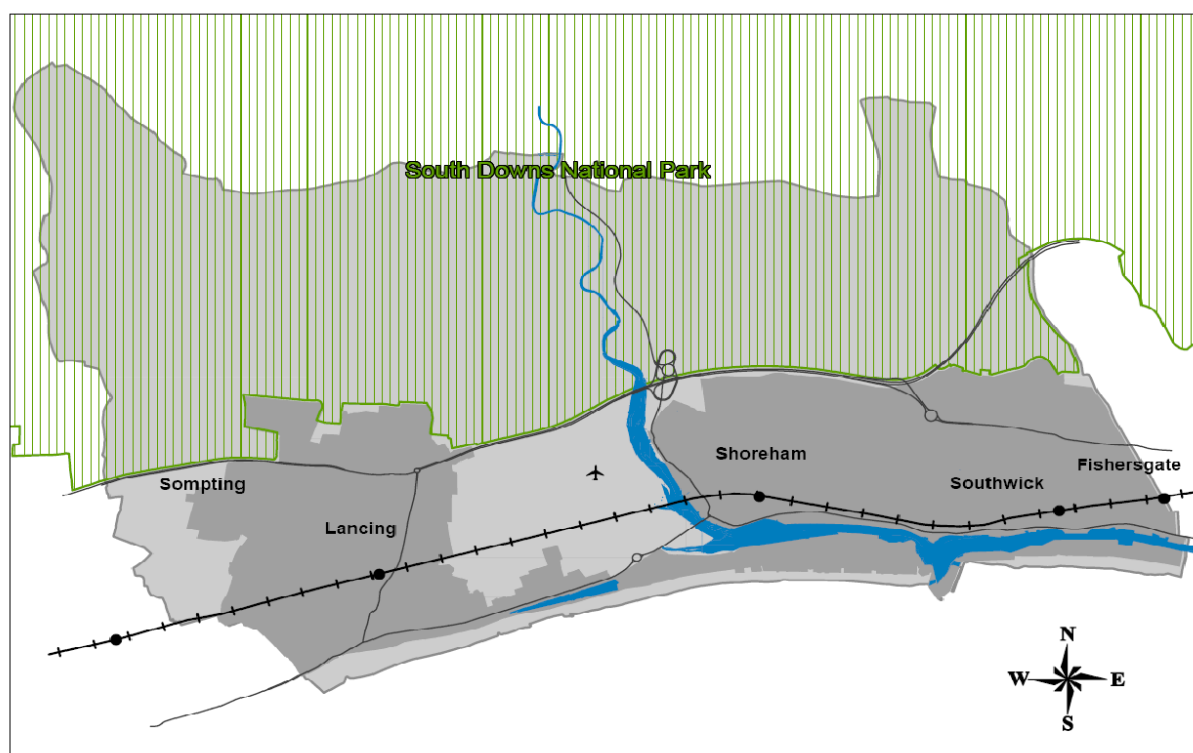 South Downs National Park
Shoreham
Fishersgate
Sompting
Southwick
Lancing
N
W E
S